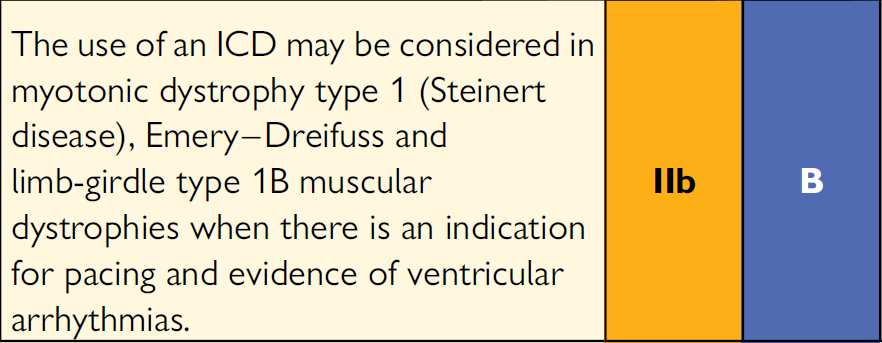 The use of an ICD may be considered in
myotonic dystrophy type 1 (Steinert
disease), Emery–Dreifuss and
limb-girdle type 1B muscular
dystrophies when there is an indication
for pacing and evidence of ventricular
arrhythmias.
IIb
B